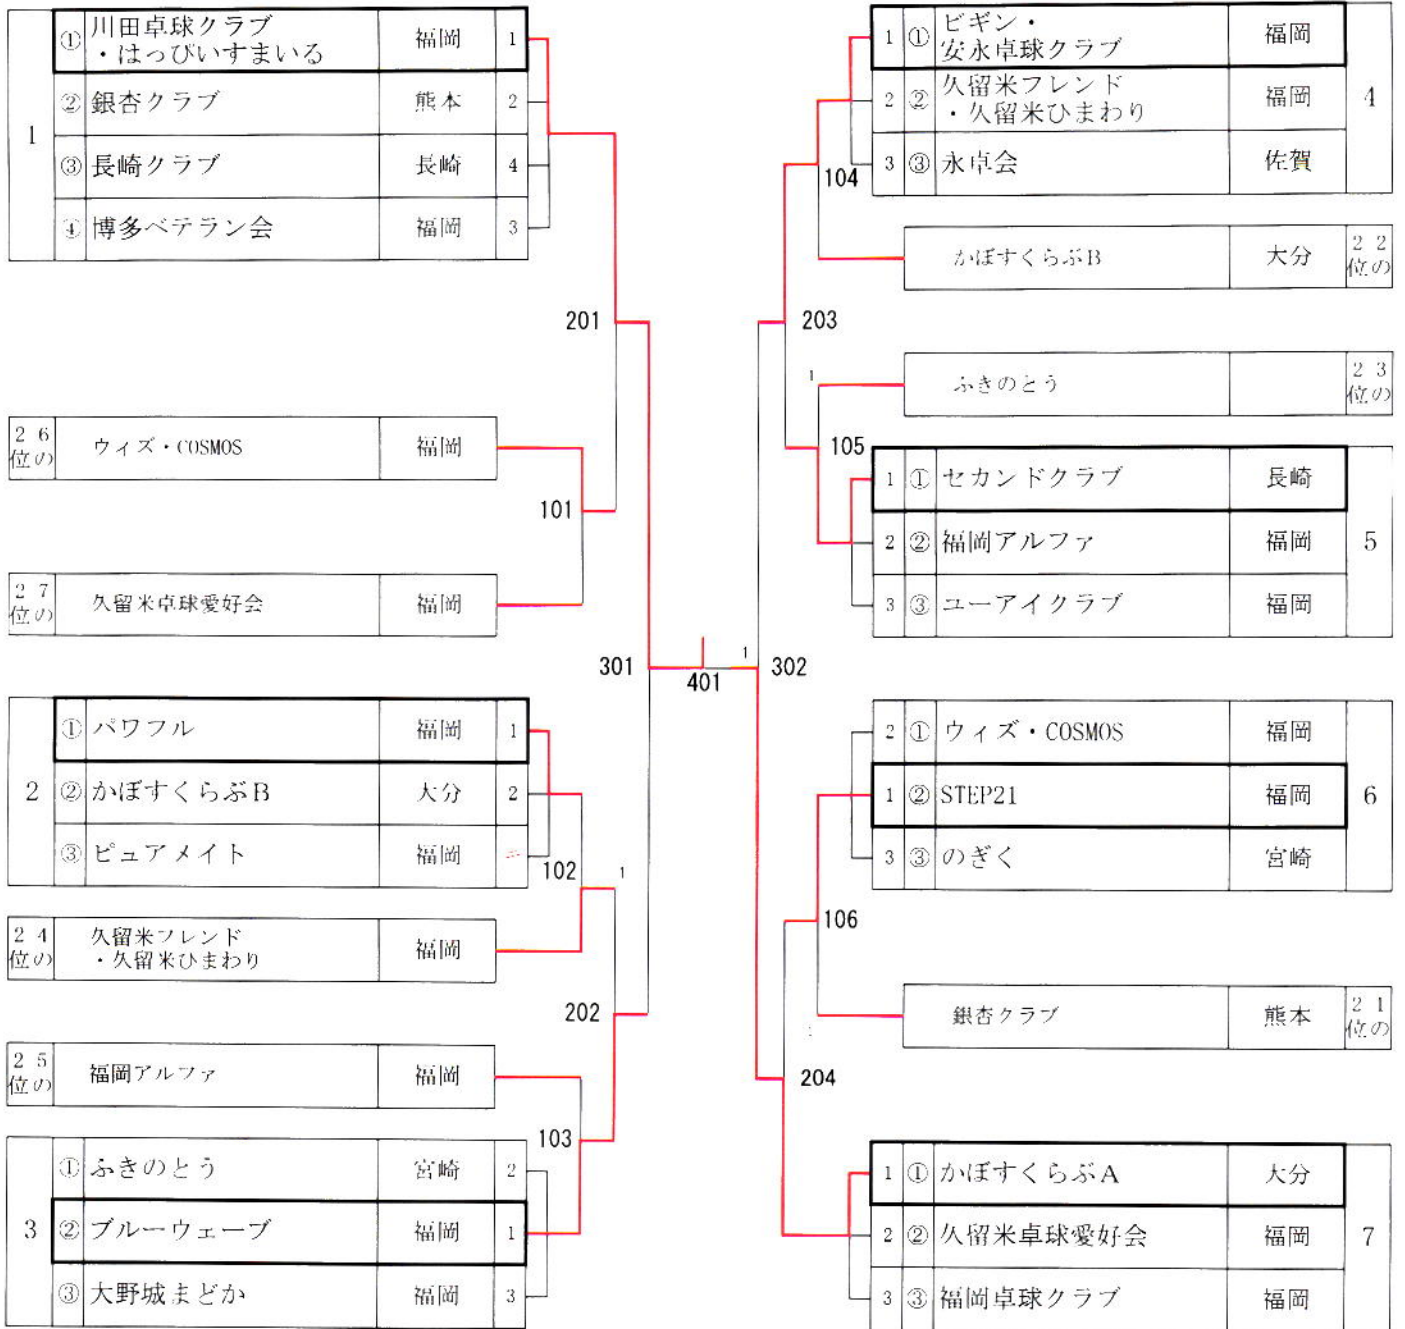 1
① 川田卓球クラブ
・はっぴいすまいる 福岡 1
② 銀杏クラブ 熊本 2
③ 長崎クラブ 長崎 4
④ 博多ベテラン会 福岡 3
201
2 6
位の ウィズ・COSMOS 福岡
101
2 7
位の 久留米卓球愛好会 福岡
301
2
① パワフル 福岡 1
② かぼすくらぶB 大分 2
③ ピュアメイト 福岡
102
1
2 4
位の 久留米フレンド
・久留米ひまわり 福岡
202
2 5
位の 福岡アルファ 福岡
103
3
① ふきのとう 宮崎 2
② ブルーウェーブ 福岡 1
③ 大野城まどか 福岡 3
401
1
302
1 ① ビギン・
安永卓球クラブ 福岡
2 ② 久留米フレンド
・久留米ひまわり 福岡
4
3 ③ 永卓会 佐賀
104
かぼすくらぶB 大分 2 2
位の
203
1
ふきのとう 2 3
位の
105
1 ① セカンドクラブ 長崎
2 ② 福岡アルファ 福岡
5
3 ③ ユーアイクラブ 福岡
2 ① ウィズ・COSMOS 福岡
1 ② STEP21 福岡
6
3 ③ のぎく 宮崎
106
銀杏クラブ 熊本 2 1
位の
204
1 ① かぼすくらぶA 大分
2 ② 久留米卓球愛好会 福岡
7
3 ③ 福岡卓球クラブ 福岡